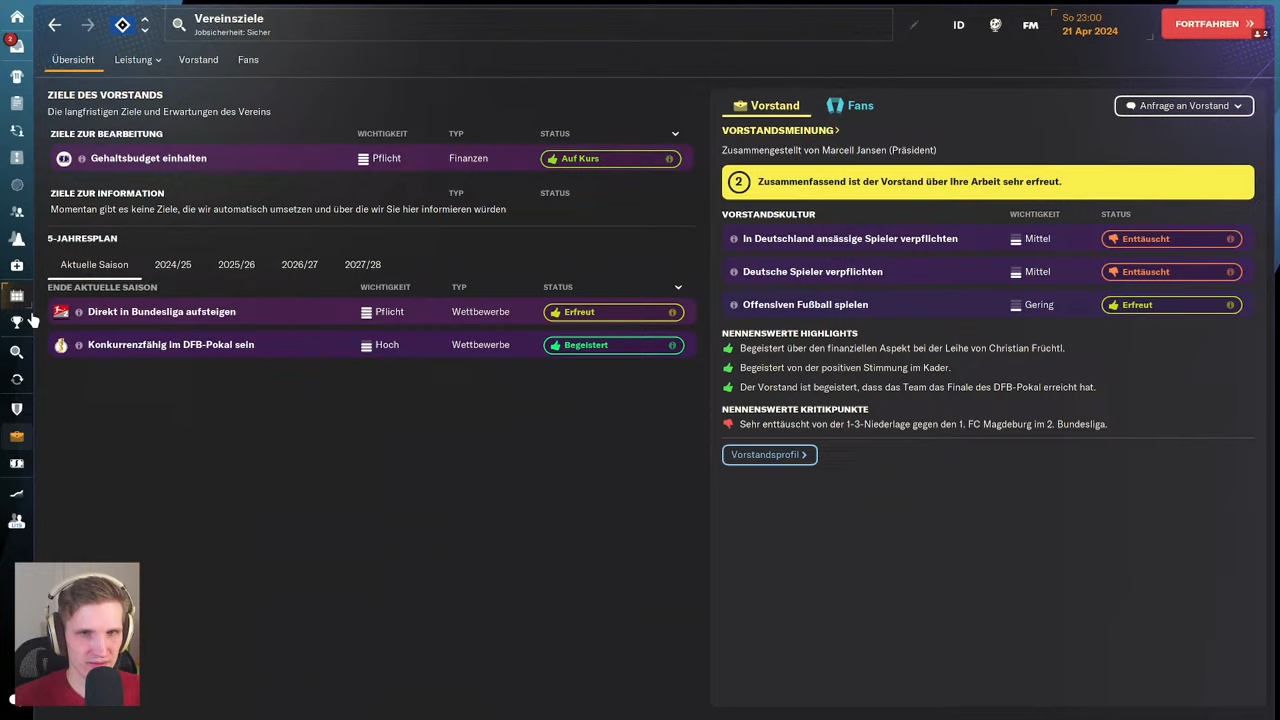 Vereinsziele
Jobsicherheit: Sicher
ID
FM
So 23:00
21 Apr 2024
FORTFAHREN
2
2
Übersicht
Leistung
Vorstand
Fans
ZIELE DES VORSTANDS
Die langfristigen Ziele und Erwartungen des Vereins
ZIELE ZUR BEARBEITUNG WICHTIGKEIT TYP STATUS
Gehaltsbudget einhalten Pflicht Finanzen Auf Kurs
ZIELE ZUR INFORMATION TYP STATUS
Momentan gibt es keine Ziele, die wir automatisch umsetzen und über die wir Sie hier informieren würden
5-JAHRESPLAN
Aktuelle Saison 2024/25 2025/26 2026/27 2027/28
ENDE AKTUELLE SAISON WICHTIGKEIT TYP STATUS
Direkt in Bundesliga aufsteigen Pflicht Wettbewerbe Erfreut
Konkurrenzfähig im DFB-Pokal sein Hoch Wettbewerbe Begeistert
Vorstand
Fans
Anfrage an Vorstand
VORSTANDSMEINUNG
Zusammengestellt von Marcell Jansen (Präsident)
2 Zusammenfassend ist der Vorstand über Ihre Arbeit sehr erfreut.
VORSTANDSKULTUR WICHTIGKEIT STATUS
In Deutschland ansässige Spieler verpflichten Mittel Enttäuscht
Deutsche Spieler verpflichten Mittel Enttäuscht
Offensiven Fußball spielen Gering Erfreut
NENNENSWERTE HIGHLIGHTS
Begeistert über den finanziellen Aspekt bei der Leihe von Christian Früchtl.
Begeistert von der positiven Stimmung im Kader.
Der Vorstand ist begeistert, dass das Team das Finale des DFB-Pokal erreicht hat.
NENNENSWERTE KRITIKPUNKTE
Sehr enttäuscht von der 1-3-Niederlage gegen den 1. FC Magdeburg im 2. Bundesliga.
Vorstandsprofil
U19